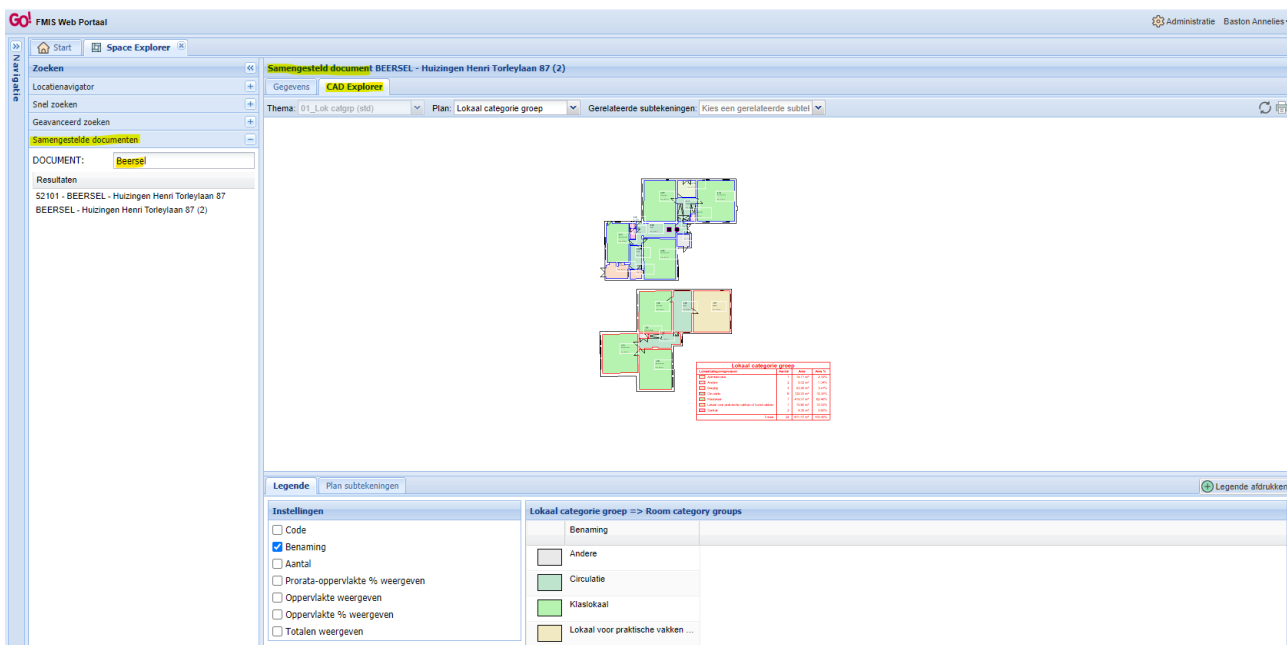 GO! FMIS Web Portaal
Administratie Baston Annelies
Navigatie
Start Space Explorer
Zoeken
Locatienavigator
Snel zoeken
Geavanceerd zoeken
Samengestelde documenten
DOCUMENT: Beersel
Resultaten
52101 - BEERSEL - Huizingen Henri Torleylaan 87
BEERSEL - Huizingen Henri Torleylaan 87 (2)
Samengesteld document BEERSEL - Huizingen Henri Torleylaan 87 (2)
Gegevens CAD Explorer
Thema: 01_Lok catgrp (std) Plan: Lokaal categorie groep Gerelateerde subtekeningen: Kies een gerelateerde subtel
Lokaal categorie groep
Legende Plan subtekeningen
Legende afdrukken
Instellingen
Code
Benaming
Aantal
Prorata-oppervlakte % weergeven
Oppervlakte weergeven
Oppervlakte % weergeven
Totalen weergeven
Lokaal categorie groep => Room category groups
Benaming
Andere
Circulatie
Klaslokaal
Lokaal voor praktische vakken ...